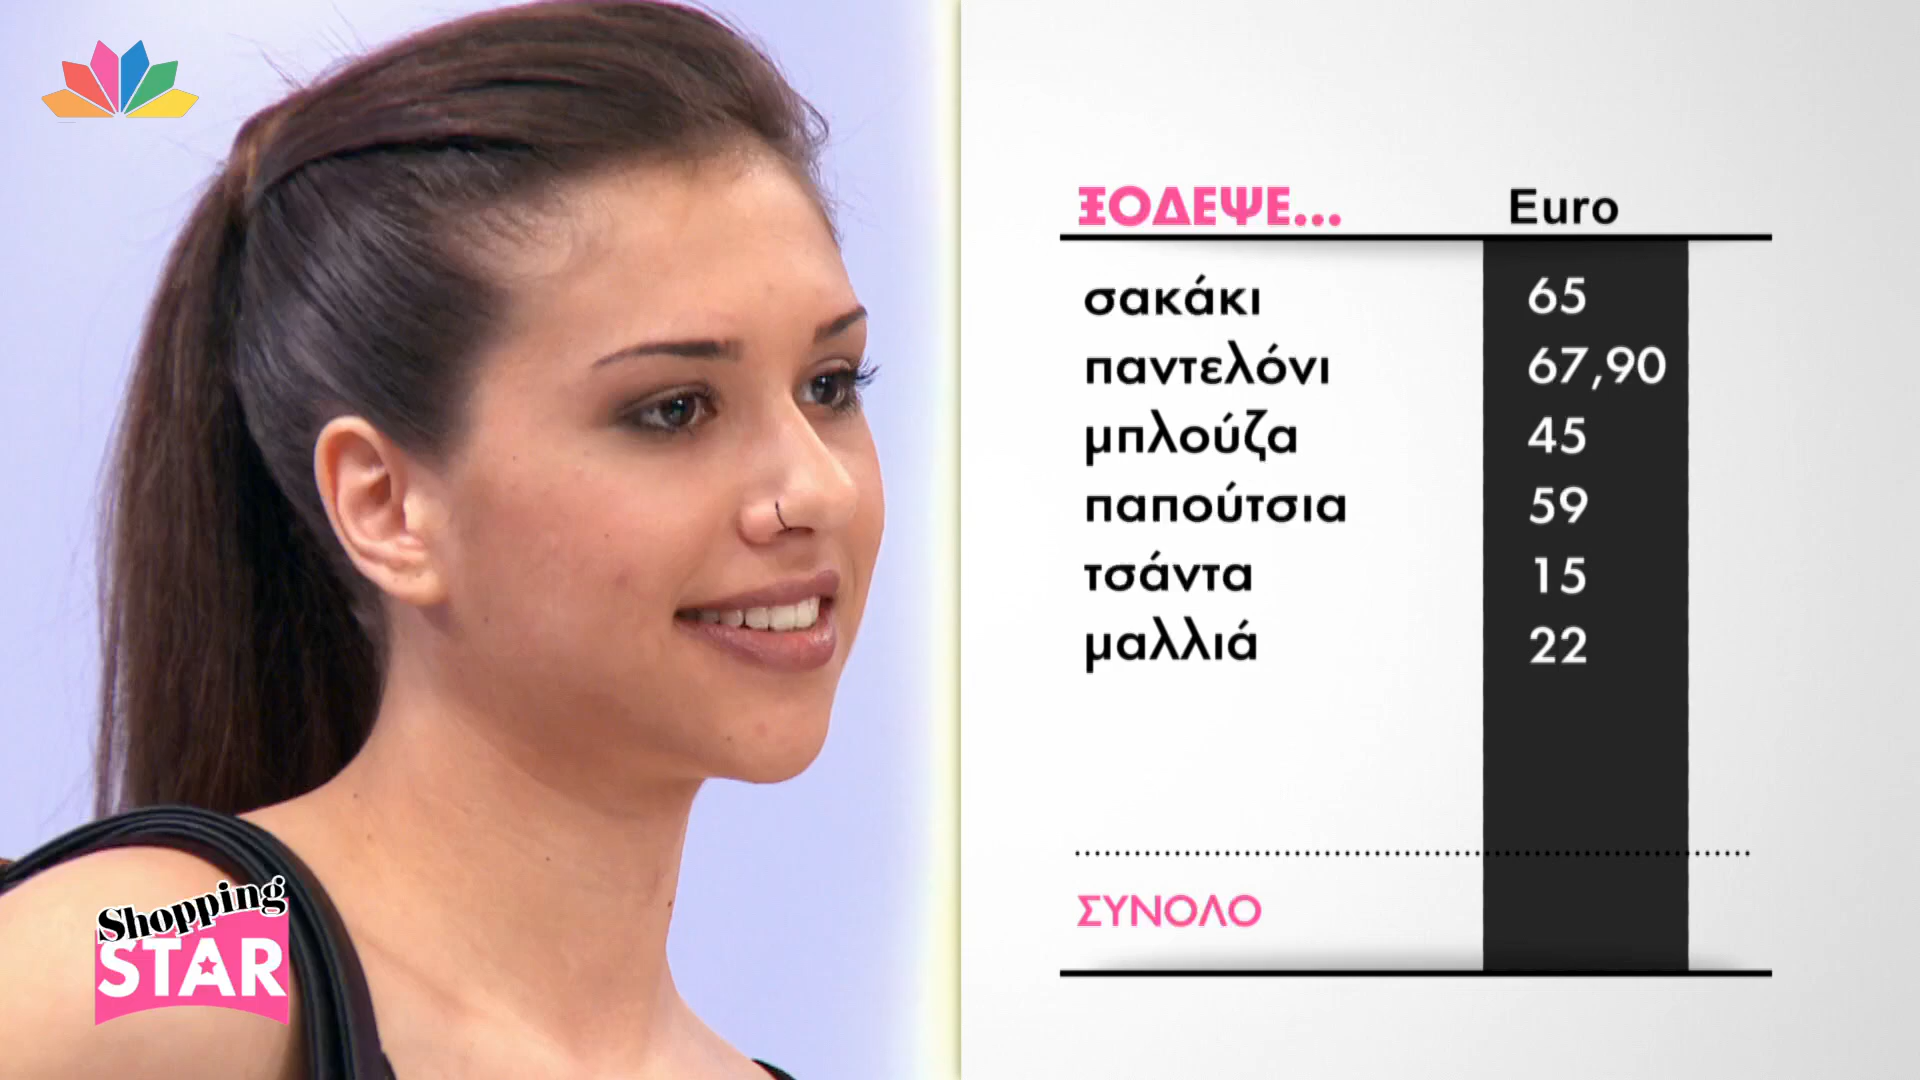 ΞΟΔΕΨΕ... Euro
σακάκι 65
παντελόνι 67,90
μπλούζα 45
παπούτσια 59
τσάντα 15
μαλλιά 22
ΣΥΝΟΛΟ
Shopping
STAR